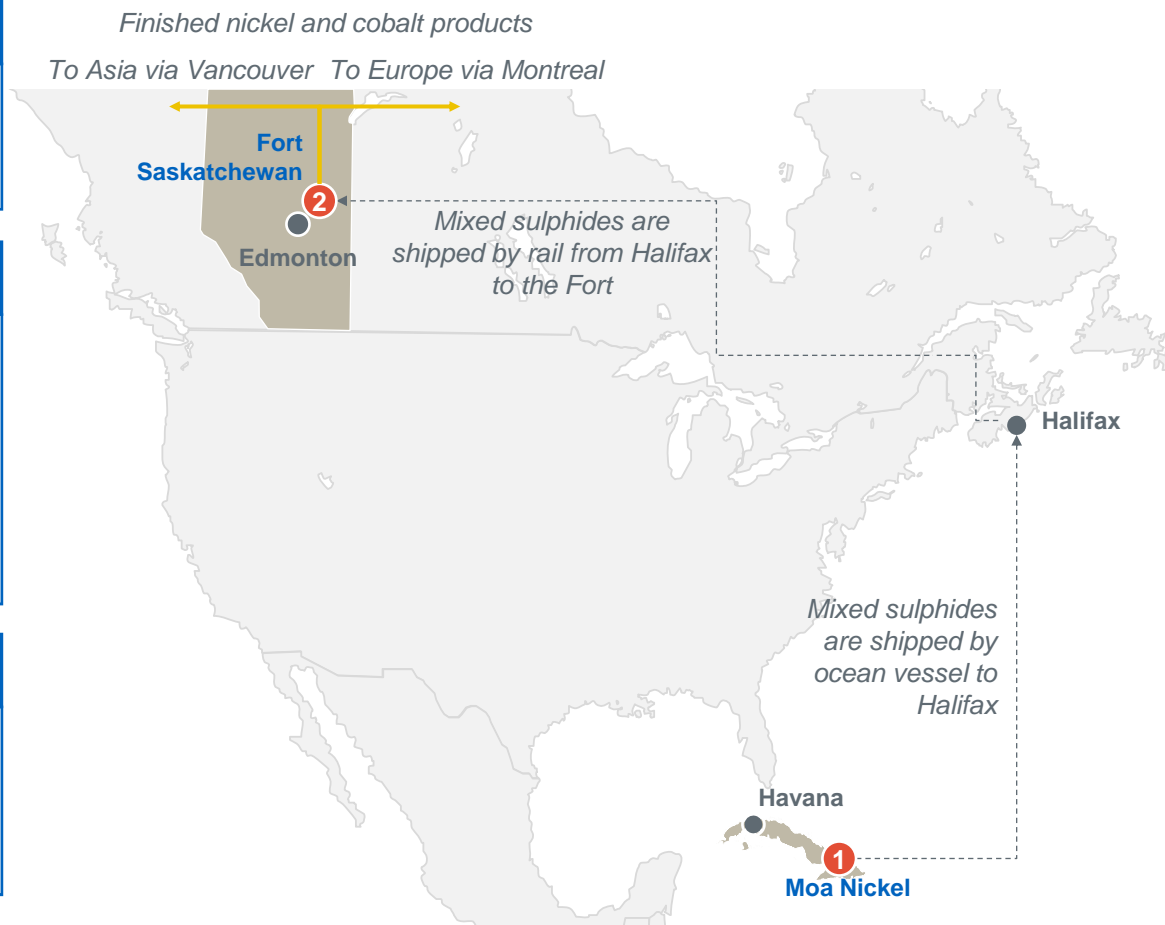 Finished nickel and cobalt products
To Asia via Vancouver To Europe via Montreal
Fort
Saskatchewan
2
Mixed sulphides are
shipped by rail from Halifax
to the Fort
Edmonton
Halifax
Mixed sulphides
are shipped by
ocean vessel to
Halifax
Havana
1
Moa Nickel